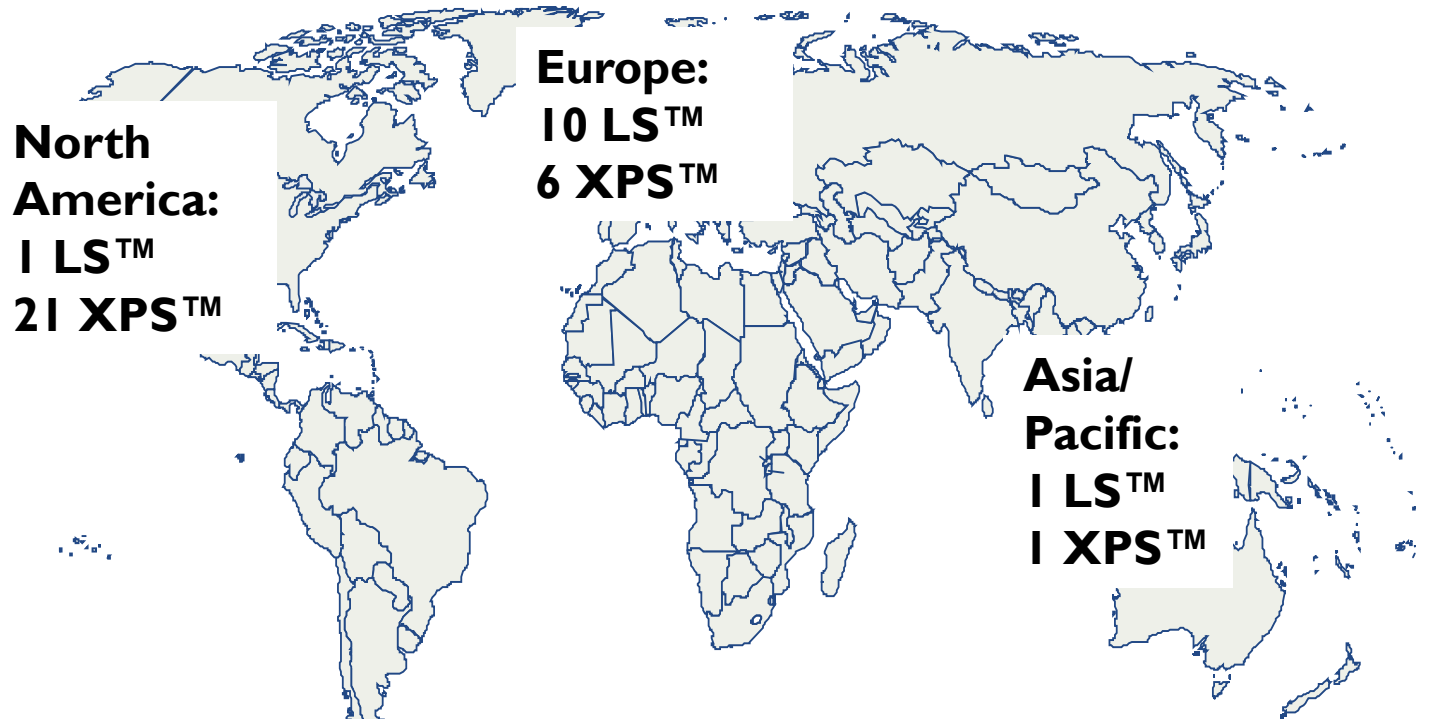 Europe:
10 LS™
6 XPS™
North
America:
1 LS™
21 XPS™
Asia/
Pacific:
1 LS™
1 XPS™